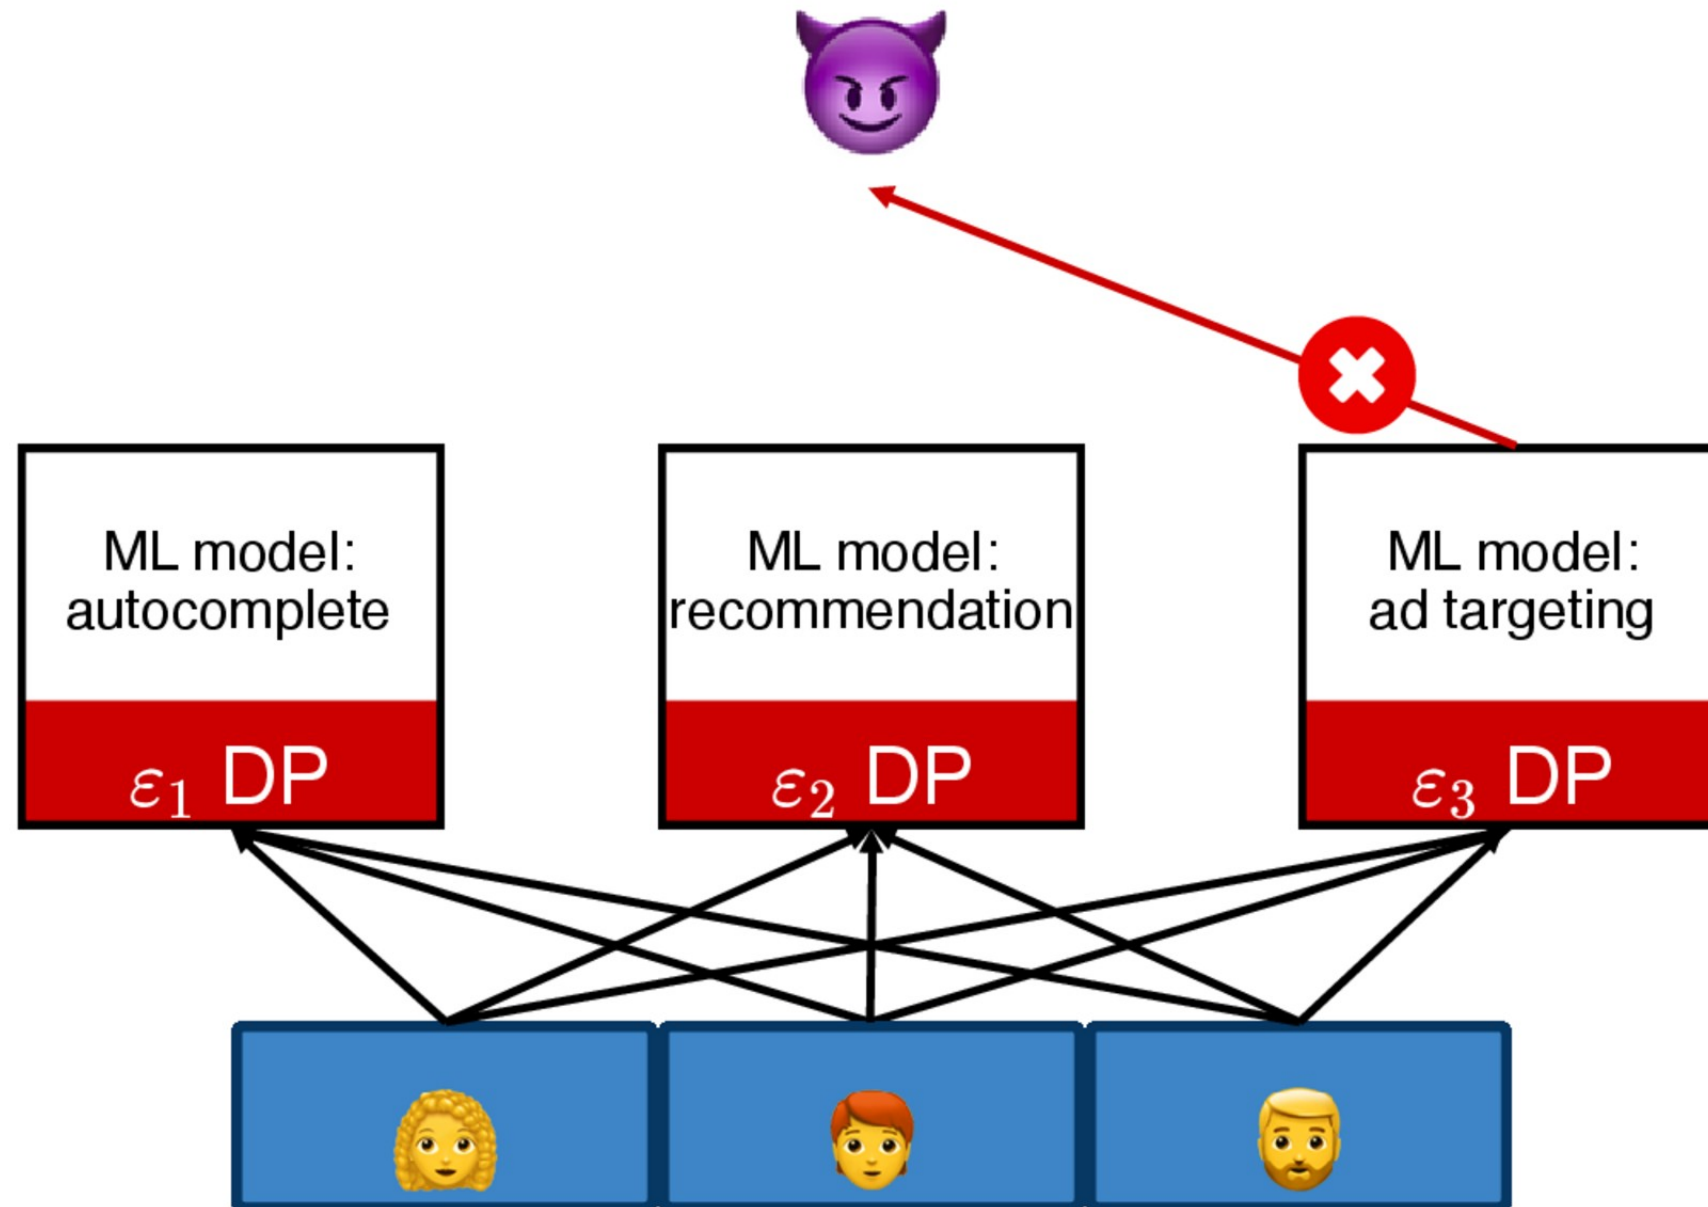 ML model:
autocomplete
ε₁ DP
ML model:
recommendation
ε₂ DP
ML model:
ad targeting
ε₃ DP